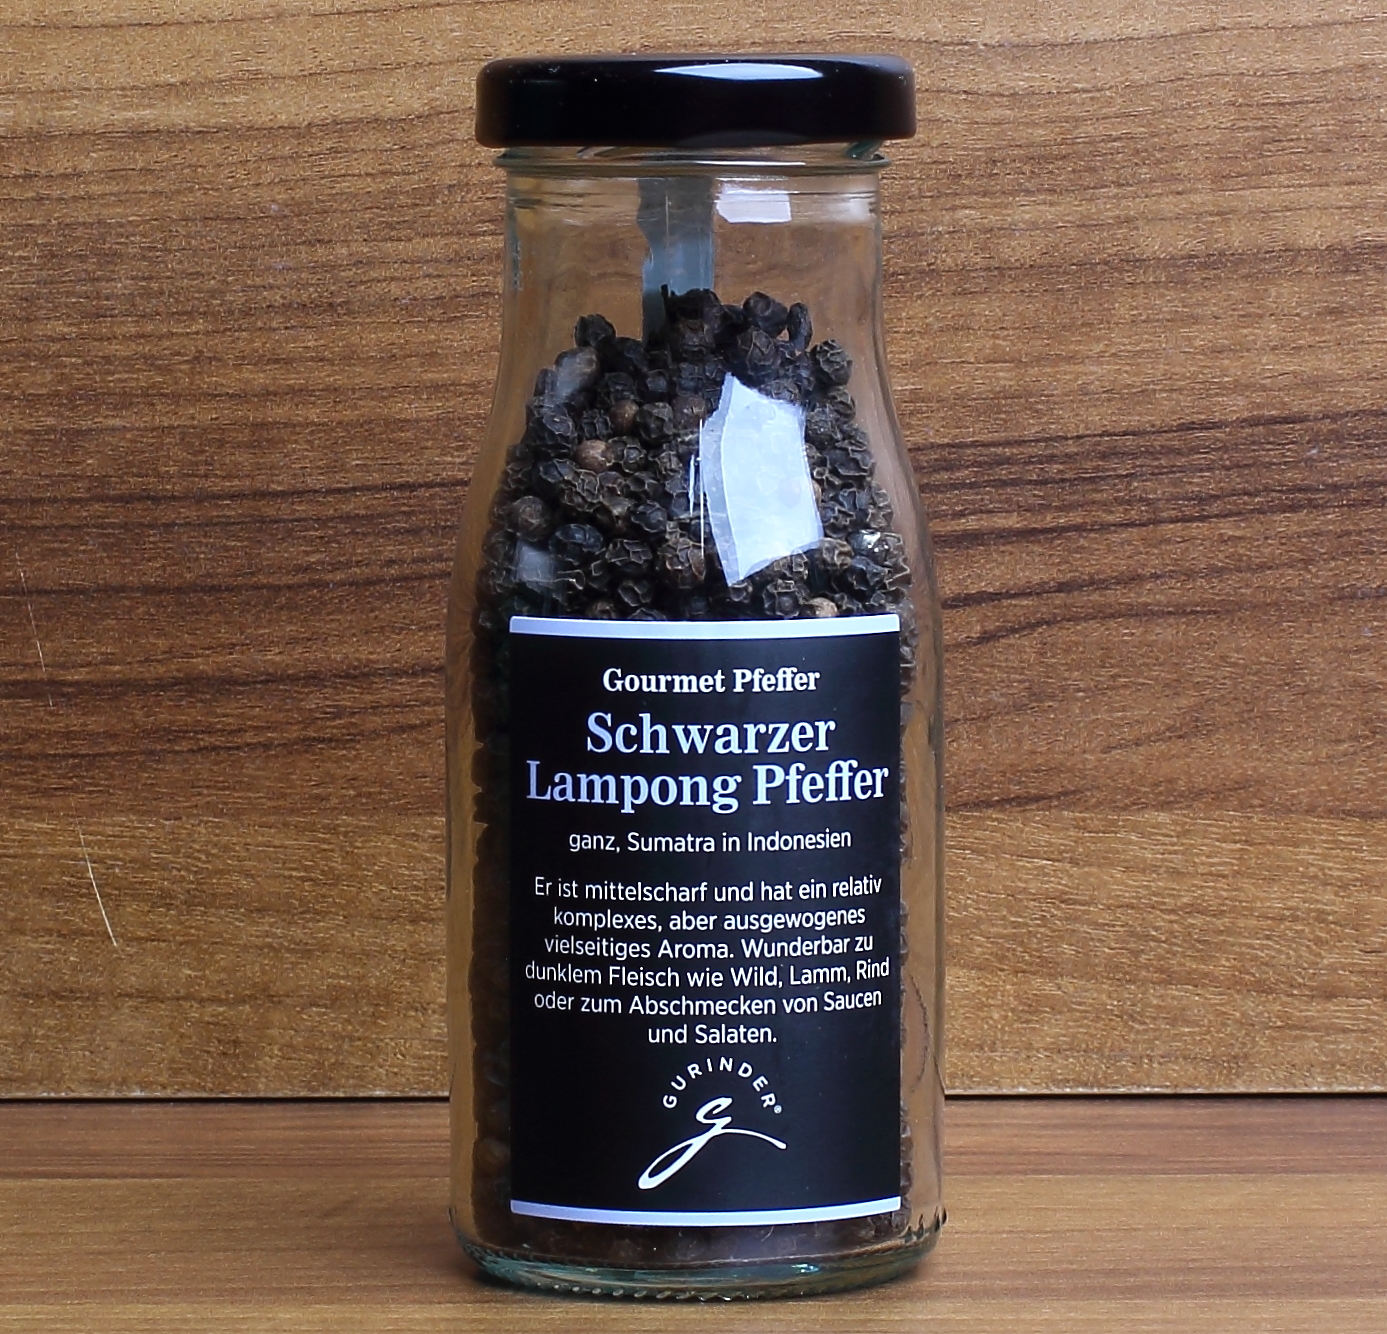 Gourmet Pfeffer
Schwarzer
Lampong Pfeffer
ganz, Sumatra in Indonesien
Er ist mittelscharf und hat ein relativ
komplexes, aber ausgewogenes
vielseitiges Aroma. Wunderbar zu
dunklem Fleisch wie Wild, Lamm, Rind
oder zum Abschmecken von Saucen
und Salaten.
GURINDER®
g